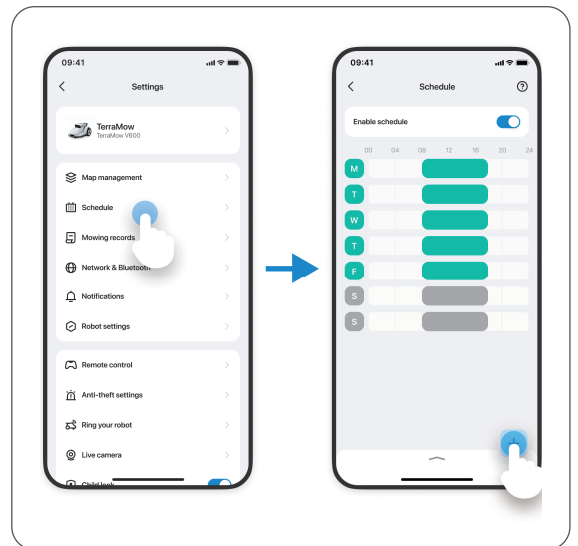 09:41
Settings
TerraMow
TerraMow V600
Map management
Schedule
Mowing records
Network & Bluetooth
Notifications
Robot settings
Remote control
Anti-theft settings
Ring your robot
Live camera
Child lock
09:41
Schedule
Enable schedule
00 04 08 12 16 20 24
M
T
W
T
F
S
S